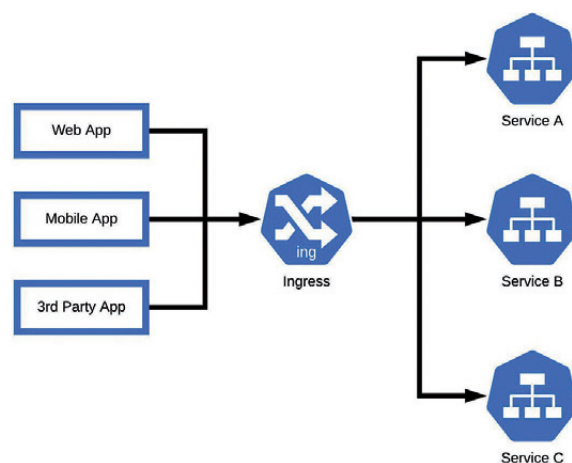 Web App
Mobile App
3rd Party App
ing
Ingress
Service A
Service B
Service C